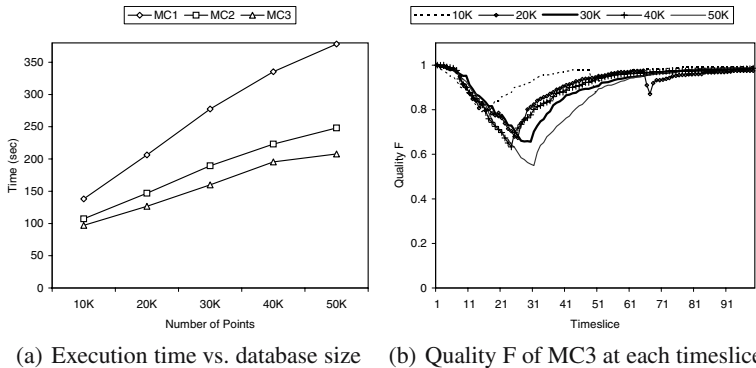 MC1 MC2 MC3
350
300
250
200
150
100
50
0
Time (sec)
10K 20K 30K 40K 50K
Number of Points
(a) Execution time vs. database size
10K 20K 30K 40K 50K
1
0.8
0.6
0.4
0.2
0
Quality F
1 11 21 31 41 51 61 71 81 91
Timeslice
(b) Quality F of MC3 at each timeslice